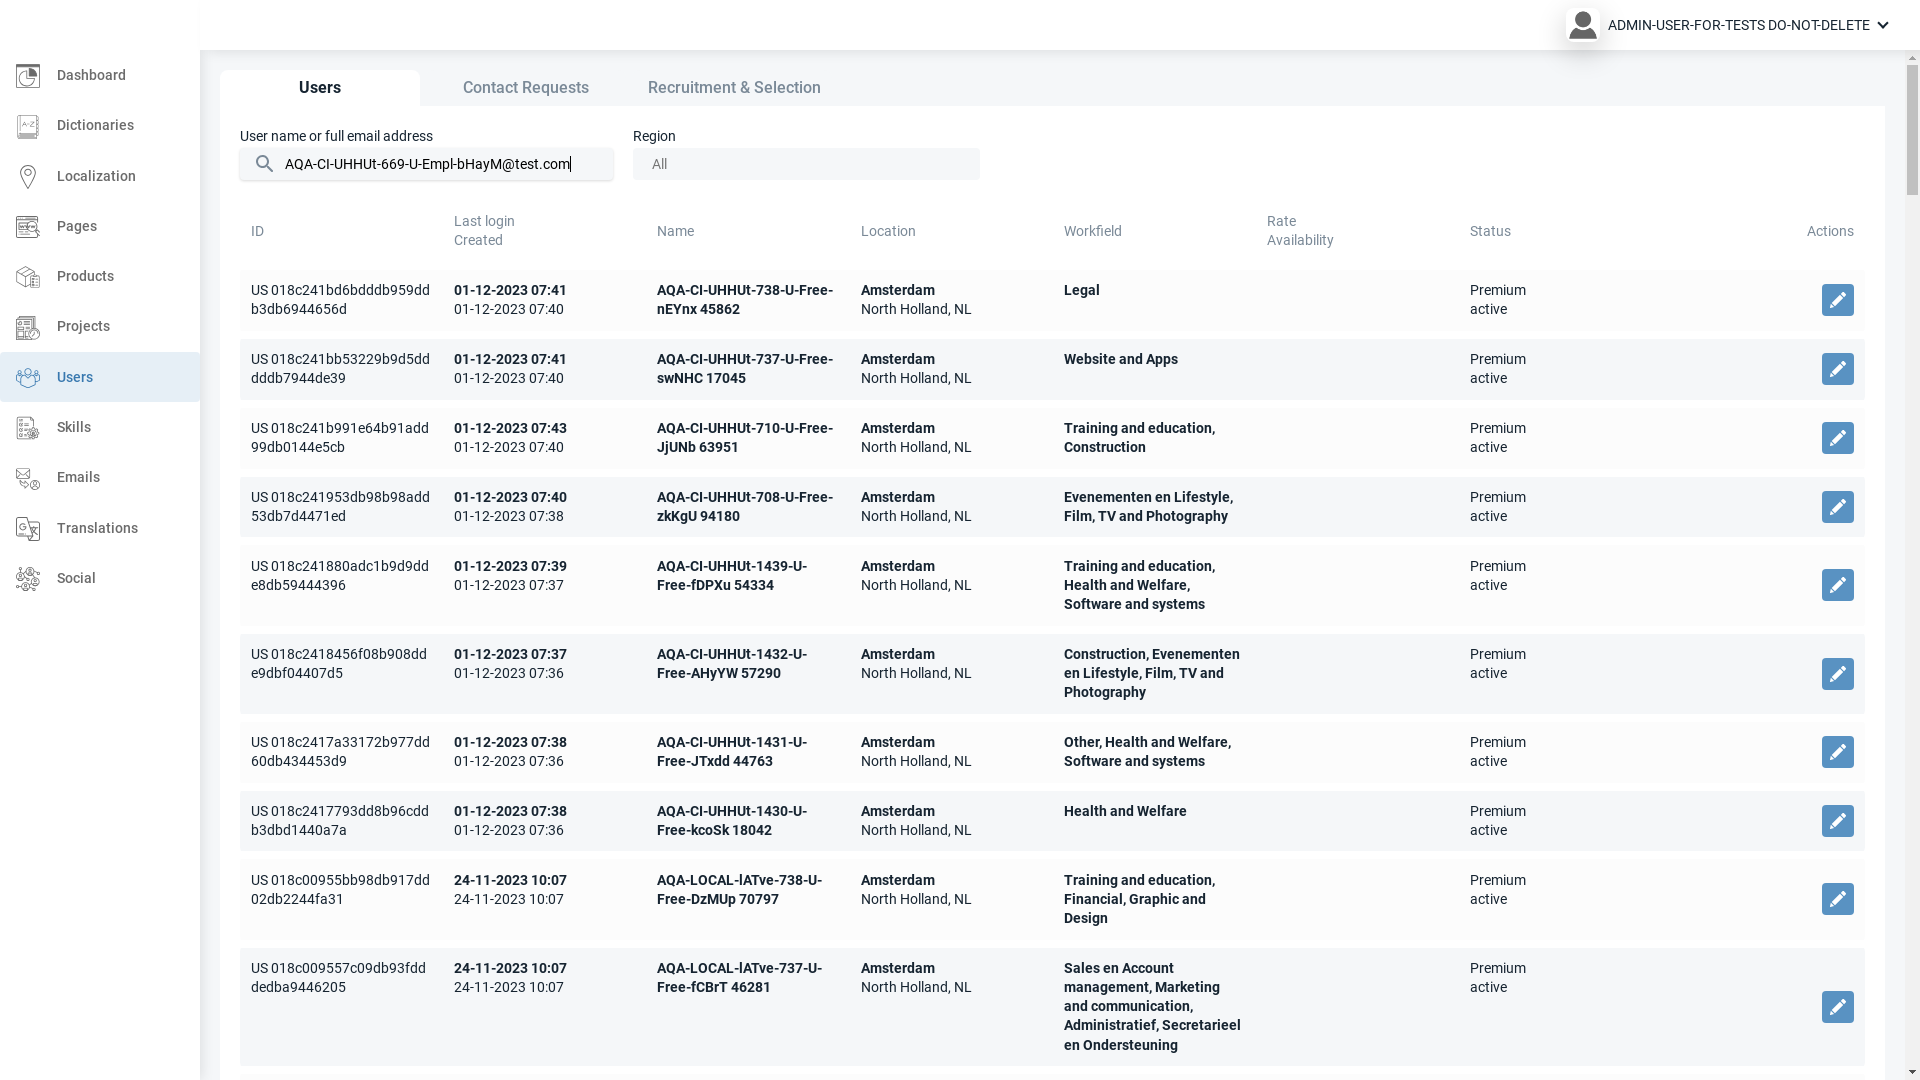 ADMIN-USER-FOR-TESTS DO-NOT-DELETE
Dashboard
Dictionaries
Localization
Pages
Products
Projects
Users
Skills
Emails
Translations
Social
Users
Contact Requests
Recruitment & Selection
User name or full email address
AQA-CI-UHHUt-669-U-Empl-bHayM@test.com
Region
All
ID
Last login
Created
Name
Location
Workfield
Rate
Availability
Status
Actions
US 018c241bd6bdddb959dd
b3db6944656d
01-12-2023 07:41
01-12-2023 07:40
AQA-CI-UHHUt-738-U-Free-
nEYnx 45862
Amsterdam
North Holland, NL
Legal
Premium
active
US 018c241bb53229b9d5dd
dddb7944de39
01-12-2023 07:41
01-12-2023 07:40
AQA-CI-UHHUt-737-U-Free-
swNHC 17045
Amsterdam
North Holland, NL
Website and Apps
Premium
active
US 018c241b991e64b91add
99db0144e5cb
01-12-2023 07:43
01-12-2023 07:40
AQA-CI-UHHUt-710-U-Free-
JjUNb 63951
Amsterdam
North Holland, NL
Training and education,
Construction
Premium
active
US 018c241953db98b98add
53db7d4471ed
01-12-2023 07:40
01-12-2023 07:38
AQA-CI-UHHUt-708-U-Free-
zkKgU 94180
Amsterdam
North Holland, NL
Evenementen en Lifestyle,
Film, TV and Photography
Premium
active
US 018c241880adc1b9d9dd
e8db59444396
01-12-2023 07:39
01-12-2023 07:37
AQA-CI-UHHUt-1439-U-
Free-fDPXu 54334
Amsterdam
North Holland, NL
Training and education,
Health and Welfare,
Software and systems
Premium
active
US 018c2418456f08b908dd
e9dbf04407d5
01-12-2023 07:37
01-12-2023 07:36
AQA-CI-UHHUt-1432-U-
Free-AHyYW 57290
Amsterdam
North Holland, NL
Construction, Evenementen
en Lifestyle, Film, TV and
Photography
Premium
active
US 018c2417a33172b977dd
60db434453d9
01-12-2023 07:38
01-12-2023 07:36
AQA-CI-UHHUt-1431-U-
Free-JTxdd 44763
Amsterdam
North Holland, NL
Other, Health and Welfare,
Software and systems
Premium
active
US 018c2417793dd8b96cdd
b3dbd1440a7a
01-12-2023 07:38
01-12-2023 07:36
AQA-CI-UHHUt-1430-U-
Free-kcoSk 18042
Amsterdam
North Holland, NL
Health and Welfare
Premium
active
US 018c00955bb98db917dd
02db2244fa31
24-11-2023 10:07
24-11-2023 10:07
AQA-LOCAL-lATve-738-U-
Free-DzMUp 70797
Amsterdam
North Holland, NL
Training and education,
Financial, Graphic and
Design
Premium
active
US 018c009557c09db93fdd
dedba9446205
24-11-2023 10:07
24-11-2023 10:07
AQA-LOCAL-lATve-737-U-
Free-fCBrT 46281
Amsterdam
North Holland, NL
Sales en Account
management, Marketing
and communication,
Administratief, Secretarieel
en Ondersteuning
Premium
active